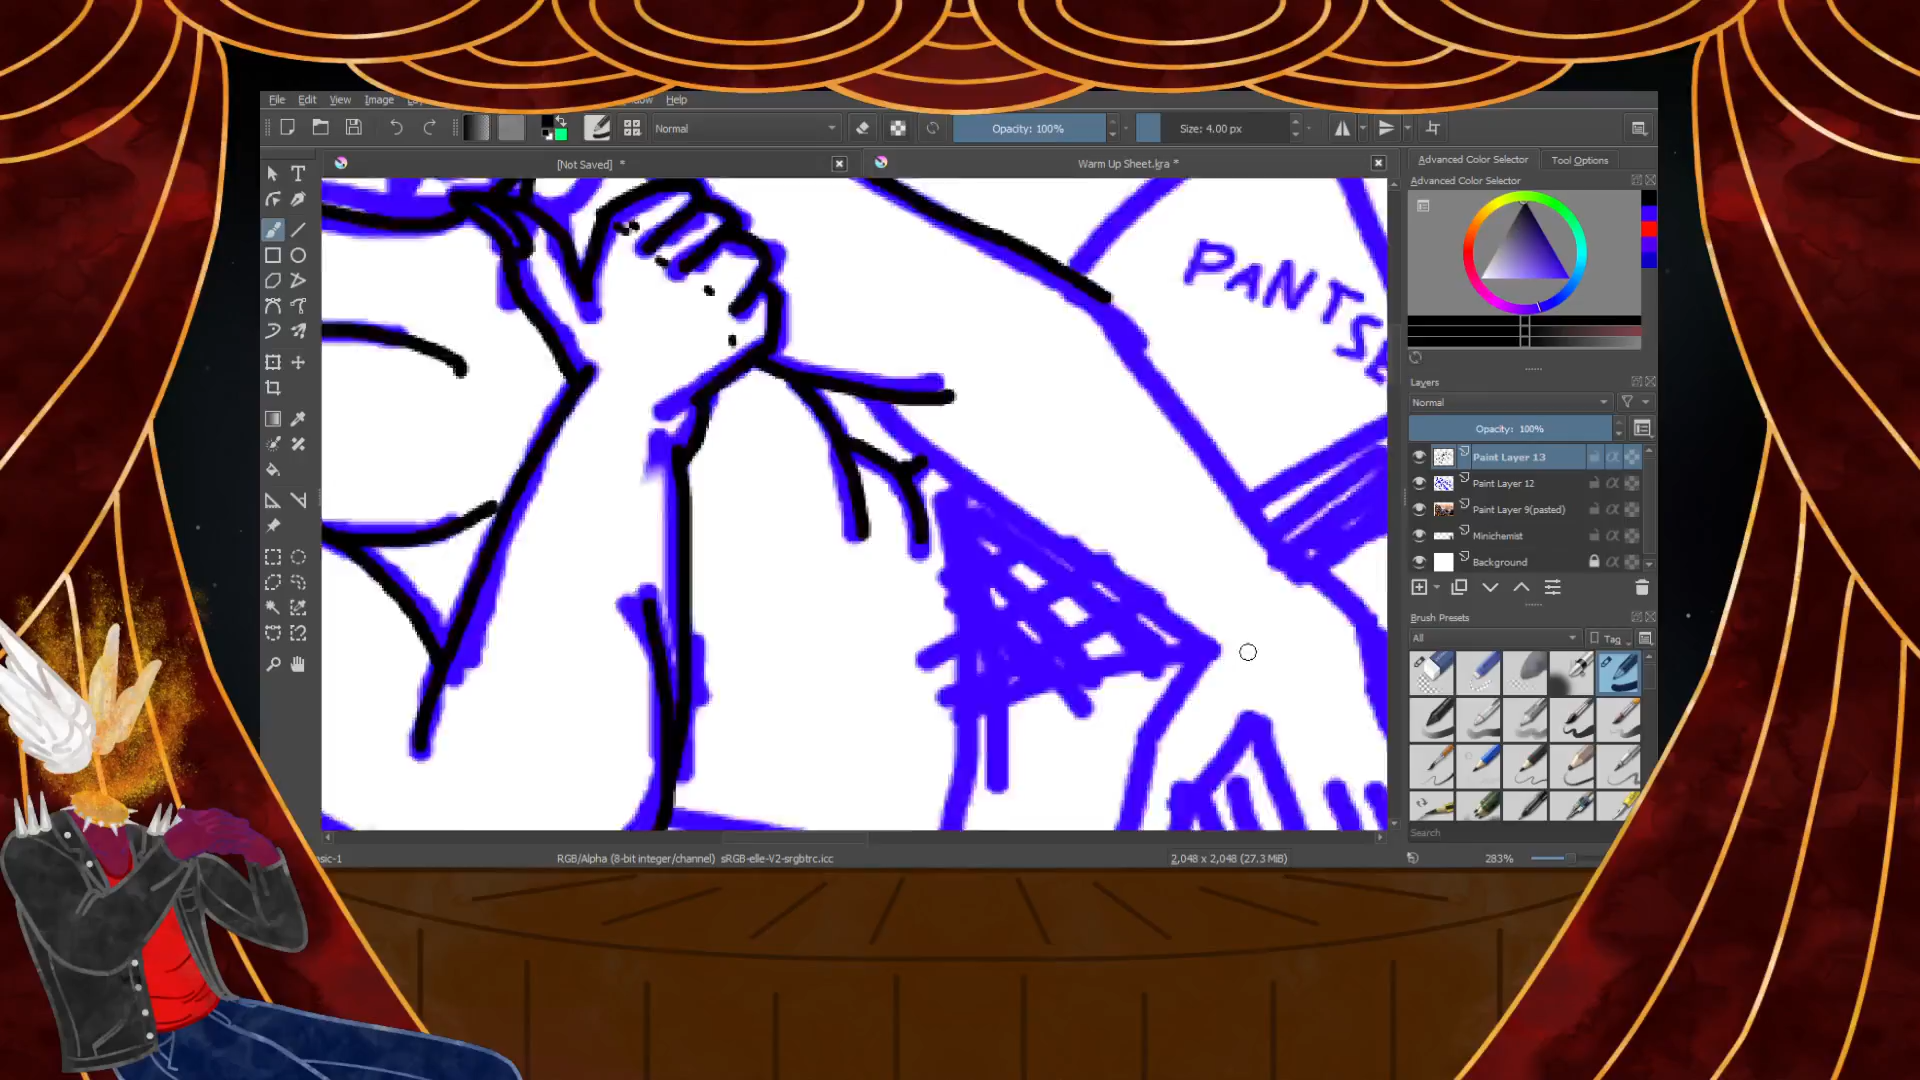 File Edit View Image
Help
Normal
Opacity: 100%
Size: 4.00 px
[Not Saved] *
Warm Up Sheet.kra *
Advanced Color Selector
Tool Options
Advanced Color Selector
PANTS
Layers
Normal
Opacity: 100%
Paint Layer 13
Paint Layer 12
Paint Layer 9(pasted)
Minichemist
Background
Brush Presets
All
Tag
Search
RGB/Alpha (8-bit integer/channel) sRGB-elle-V2-srgbtrc.icc
2,048 x 2,048 (27.3 MiB)
283%